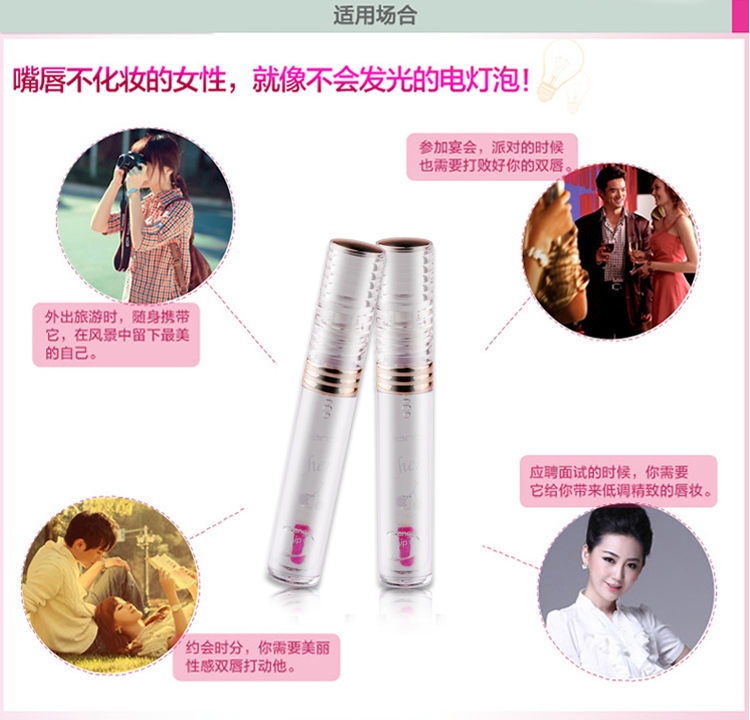 适用场合
嘴唇不化妆的女性，就像不会发光的电灯泡！
参加宴会，派对的时候
也需要打败好你的双唇。
外出旅游时，随身携带
它，在风景中留下最美
的自己。
应聘面试的时候，你需要
它给你带来低调精致的唇妆。
约会时分，你需要美丽
性感双唇打动他。